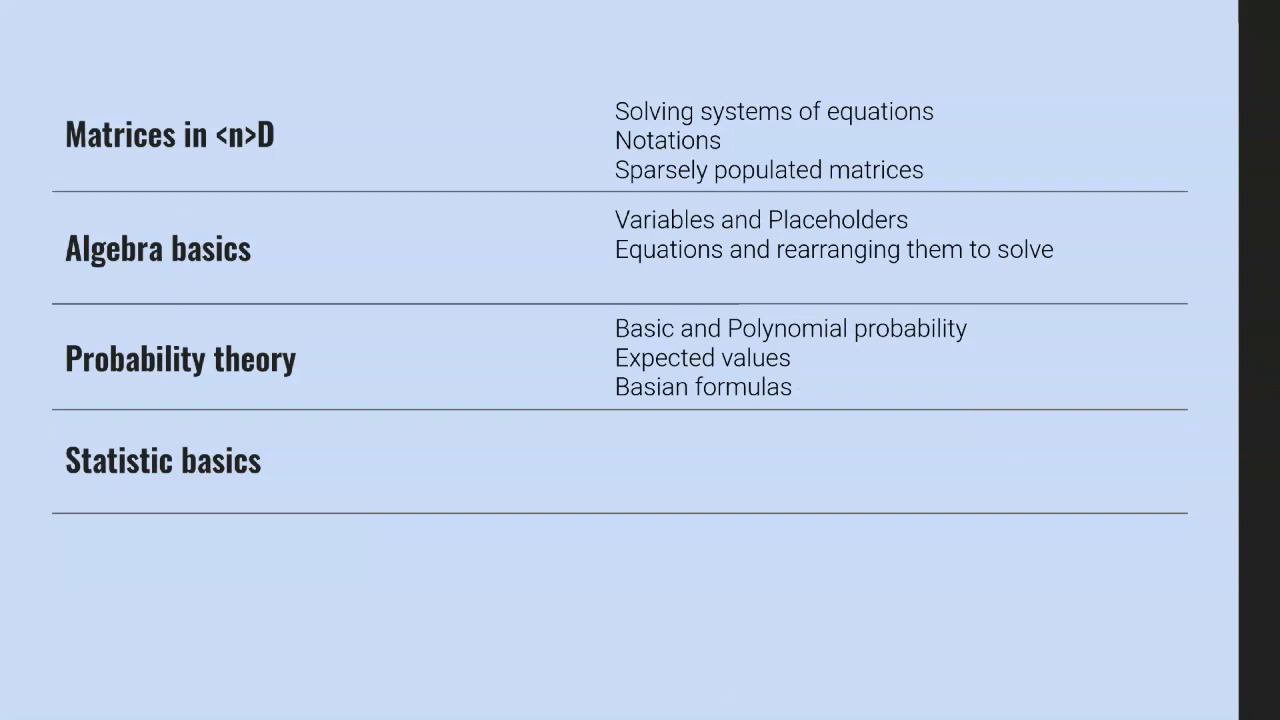 Matrices in <n>D
Solving systems of equations
Notations
Sparsely populated matrices
Algebra basics
Variables and Placeholders
Equations and rearranging them to solve
Probability theory
Basic and Polynomial probability
Expected values
Basian formulas
Statistic basics